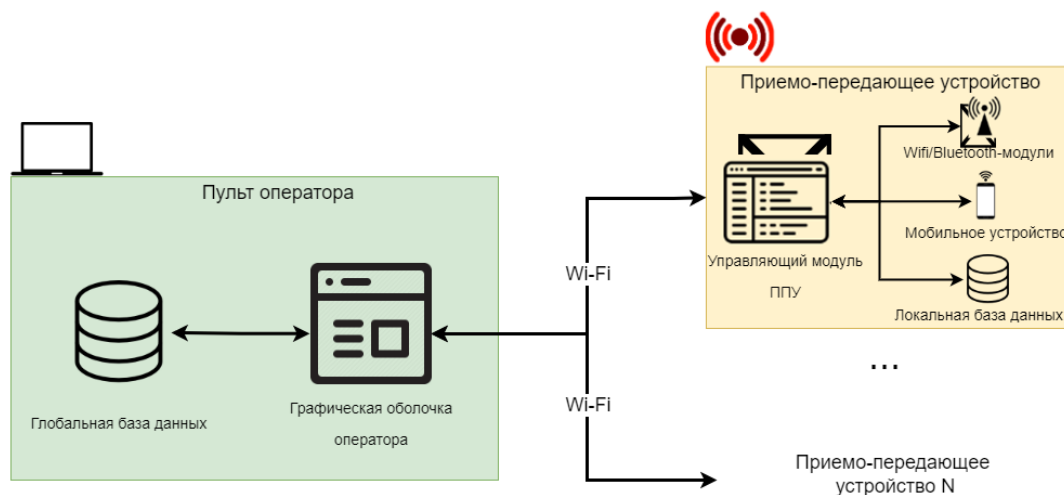 Приемо-передающее устройство
Wifi/Bluetooth-модули
Пульт оператора
Мобильное устройство
Управляющий модуль
ППУ
Wi-Fi
Локальная база данных
...
Wi-Fi
Графическая оболочка
оператора
Глобальная база данных
Приемо-передающее
устройство N